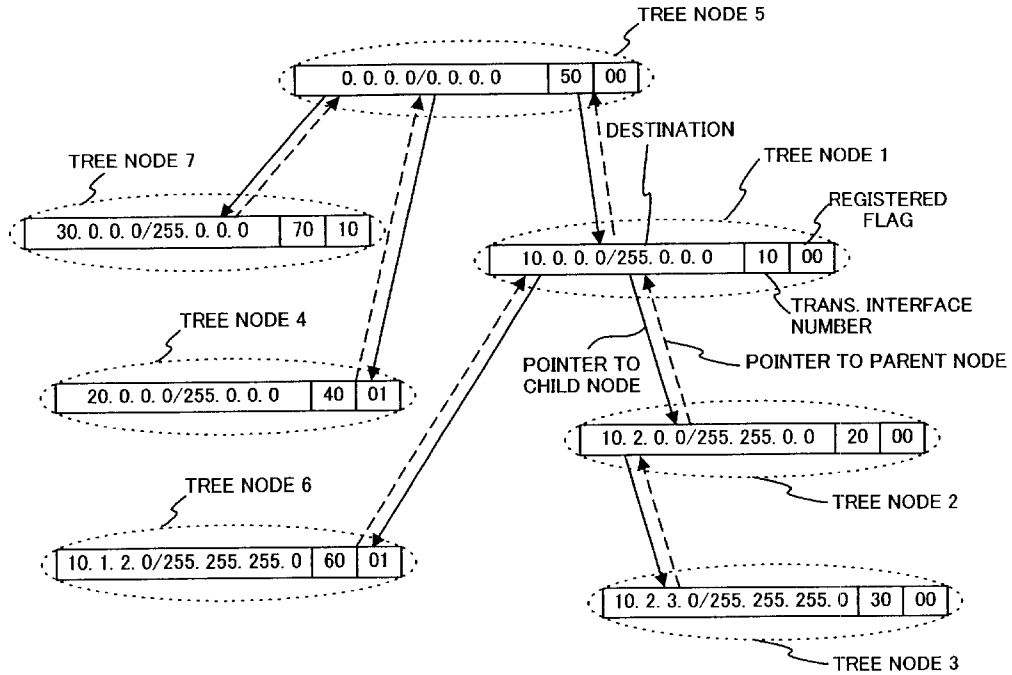 TREE NODE 5
0.0.0.0/0.0.0.0 50 00
DESTINATION
TREE NODE 7
TREE NODE 1
30.0.0.0/255.0.0.0 70 10
REGISTERED
FLAG
10.0.0.0/255.0.0.0 10 00
TREE NODE 4
TRANS. INTERFACE
NUMBER
POINTER TO
CHILD NODE
POINTER TO PARENT NODE
20.0.0.0/255.0.0.0 40 01
10.2.0.0/255.255.0.0 20 00
TREE NODE 6
TREE NODE 2
10.1.2.0/255.255.255.0 60 01
10.2.3.0/255.255.255.0 30 00
TREE NODE 3